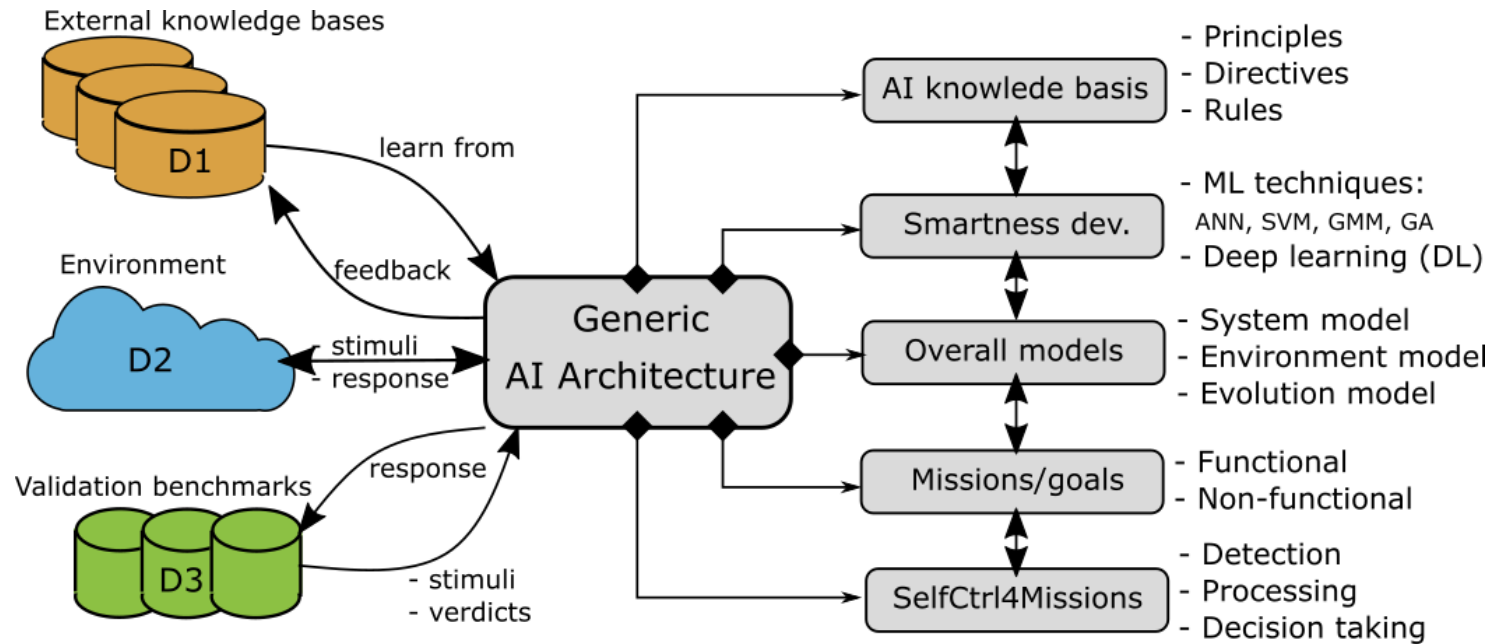 External knowledge bases
D1
learn from
feedback
Environment
D2
- stimuli
- response
Validation benchmarks
D3
response
- stimuli
- verdicts
Generic
AI Architecture
AI knowlede basis
- Principles
- Directives
- Rules
Smartness dev.
- ML techniques:
ANN, SVM, GMM, GA
- Deep learning (DL)
Overall models
- System model
- Environment model
- Evolution model
Missions/goals
- Functional
- Non-functional
SelfCtrl4Missions
- Detection
- Processing
- Decision taking